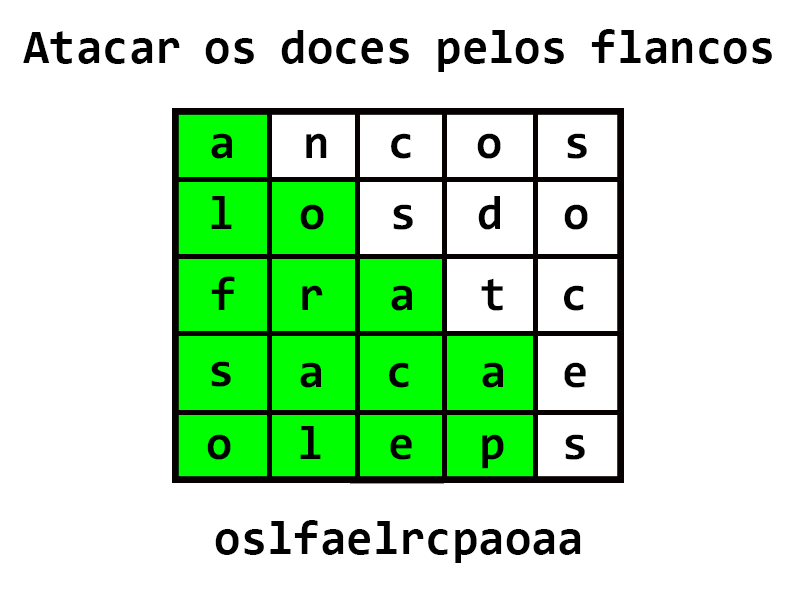 Atacar os doces pelos flancos
a n c o s
l o s d o
f r a t c
s a c a e
o l e p s
oslfaelrcpaoaa